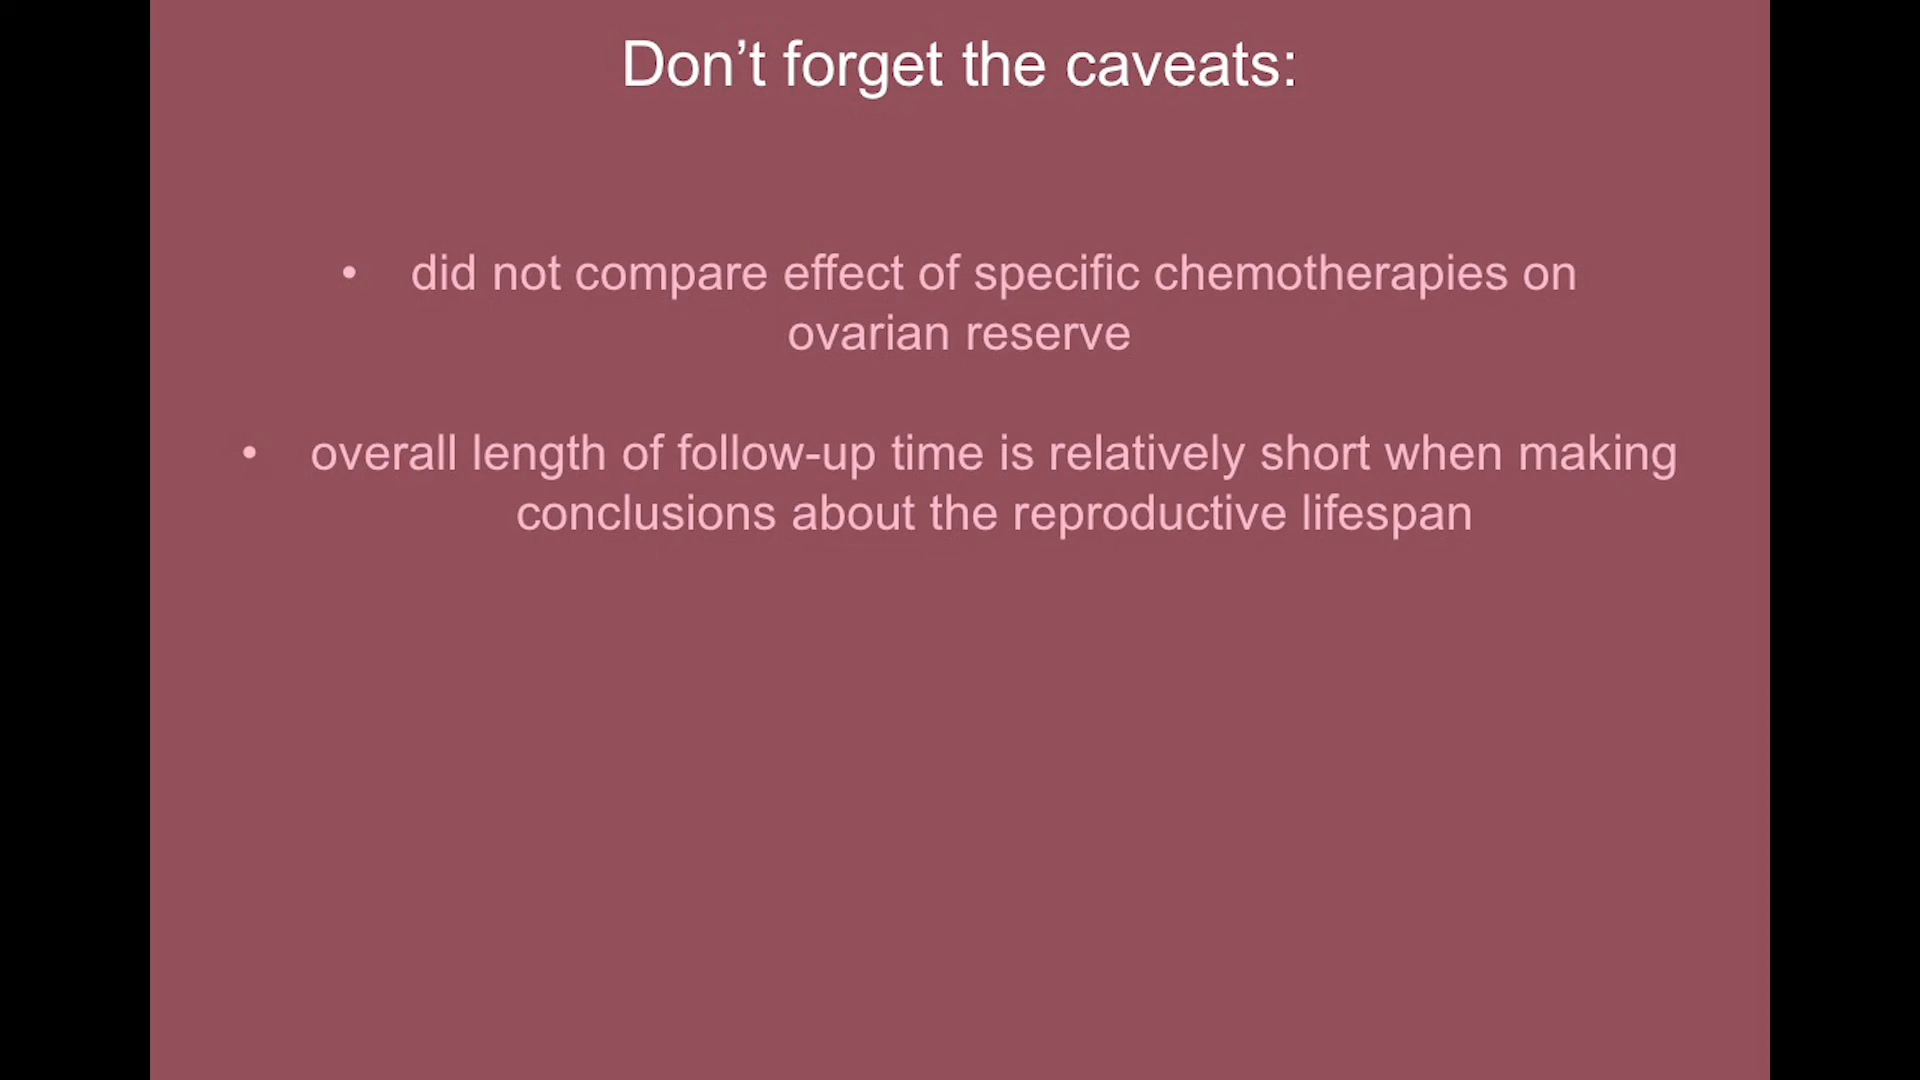 Don’t forget the caveats:
• did not compare effect of specific chemotherapies on
ovarian reserve
• overall length of follow-up time is relatively short when making
conclusions about the reproductive lifespan